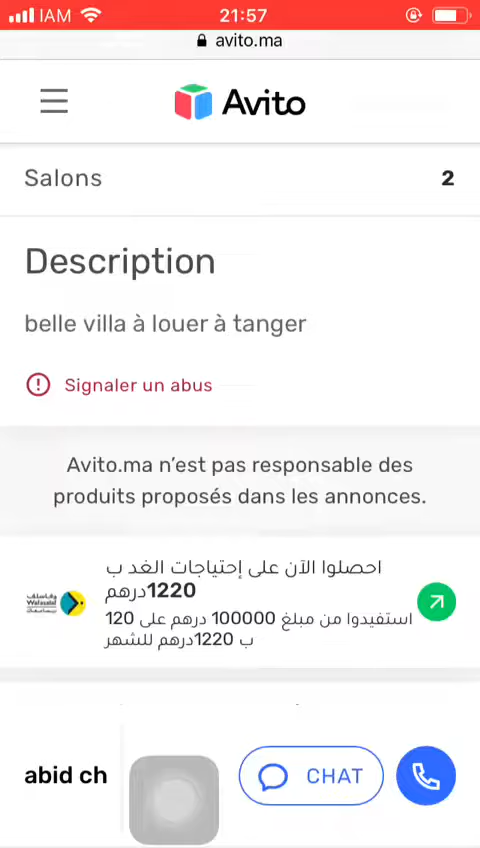 IAM
21:57
avito.ma
Avito
Salons
2
Description
belle villa à louer à tanger
Signaler un abus
Avito.ma n'est pas responsable des
produits proposés dans les annonces.
احصلوا الآن على إحتياجات الغد ب
1220درهم
استفيدوا من مبلغ 100000 درهم على 120
ب 1220درهم للشهر
وفاسلف
Wafasalaf
abid ch
CHAT